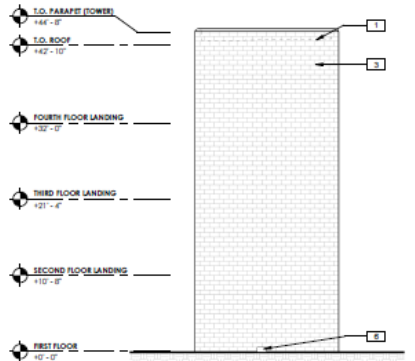 T.O. PARAPET (TOWER)
+44' - 8"
1
T.O. ROOF
+42' - 10"
3
FOURTH FLOOR LANDING
+32' - 0"
THIRD FLOOR LANDING
+21' - 4"
SECOND FLOOR LANDING
+10' - 8"
6
FIRST FLOOR
+0' - 0"